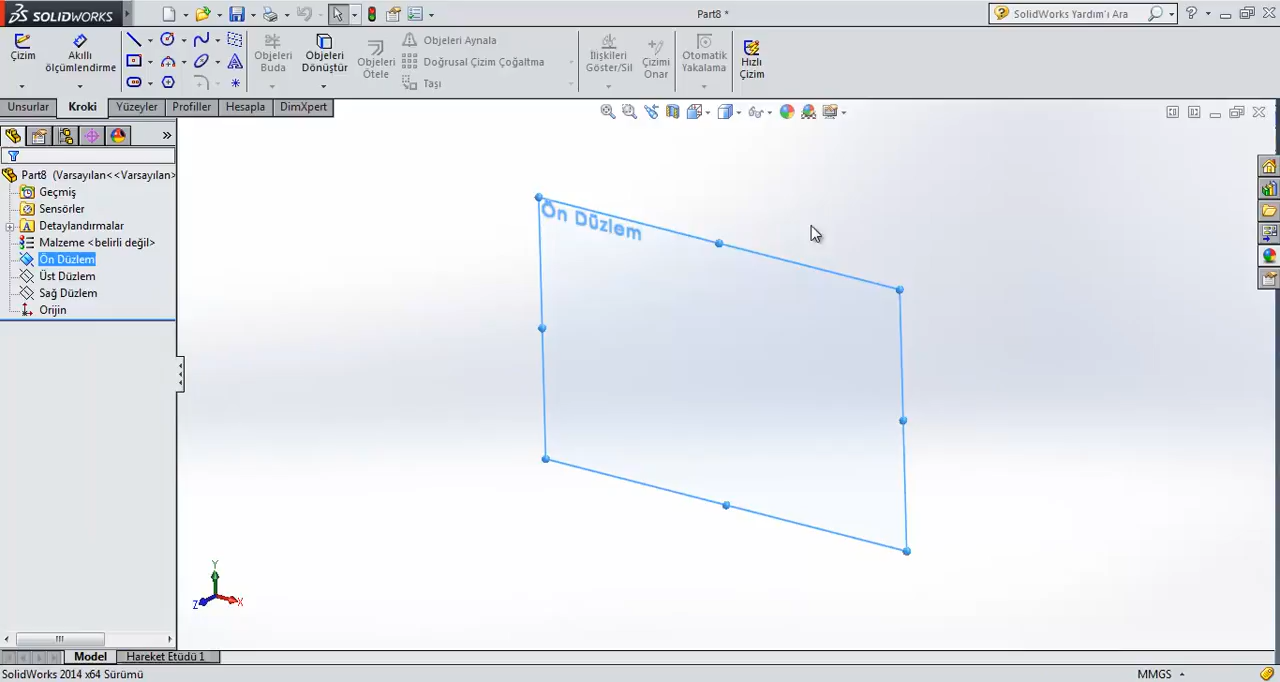 SOLIDWORKS
Part8 *
SolidWorks Yardım'ı Ara
Çizim
Akıllı
ölçümlendirme
Objeleri
Buda
Objeleri
Dönüştür
Objeleri
Ötele
Objeleri Aynala
Doğrusal Çizim Çoğaltma
Taşı
İlişkileri
Göster/Sil
Çizimi
Onar
Otomatik
Yakalama
Hızlı
Çizim
Unsurlar
Kroki
Yüzeyler
Profiller
Hesapla
DimXpert
Part8 (Varsayılan<<Varsayılan>
Geçmiş
Sensörler
Detaylandırmalar
Malzeme <belirli değil>
Ön Düzlem
Üst Düzlem
Sağ Düzlem
Orijin
Ön Düzlem
Y
Z
X
Model
Hareket Etüdü 1
SolidWorks 2014 x64 Sürümü
MMGS